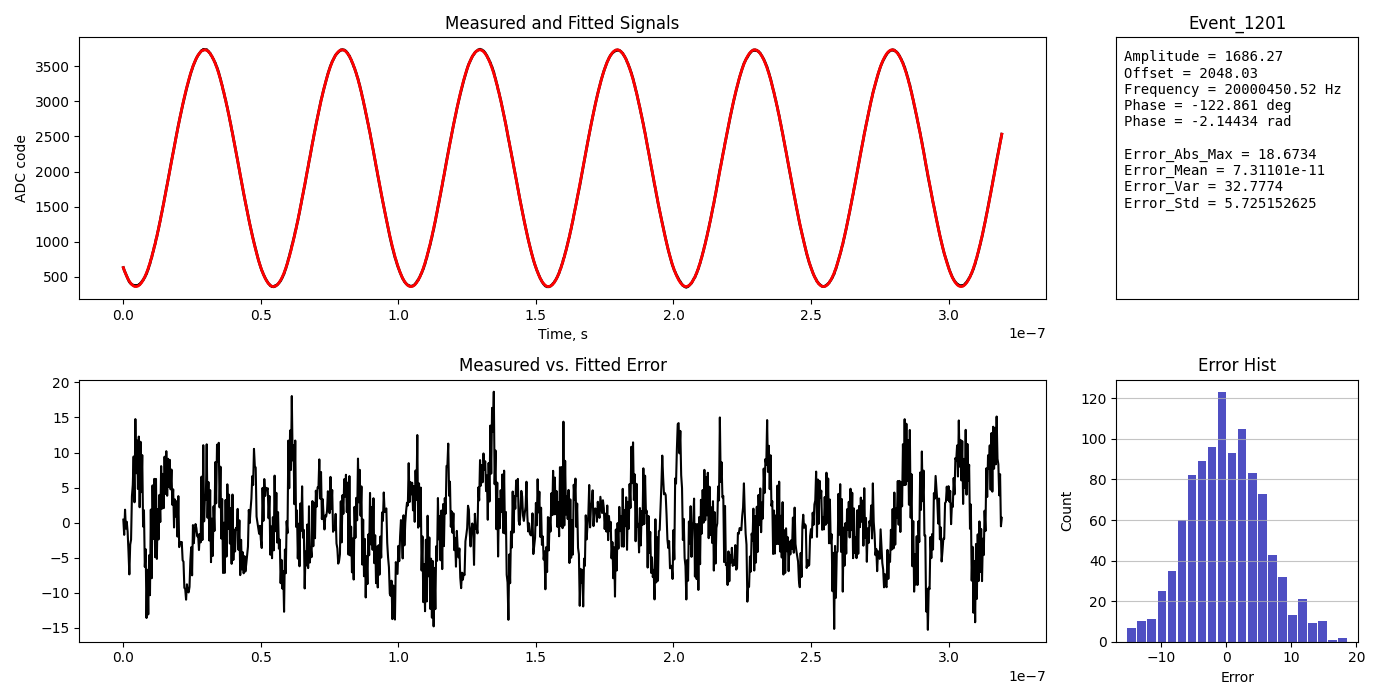 Measured and Fitted Signals
ADC code
3500
3000
2500
2000
1500
1000
500
0.0 0.5 1.0 1.5 2.0 2.5 3.0
Time, s
1e−7
Event_1201
Amplitude = 1686.27
Offset = 2048.03
Frequency = 20000450.52 Hz
Phase = -122.861 deg
Phase = -2.14434 rad
Error_Abs_Max = 18.6734
Error_Mean = 7.31101e-11
Error_Var = 32.7774
Error_Std = 5.725152625
Measured vs. Fitted Error
20
15
10
5
0
−5
−10
−15
0.0 0.5 1.0 1.5 2.0 2.5 3.0
1e−7
Error Hist
Count
120
100
80
60
40
20
0
−10 0 10 20
Error